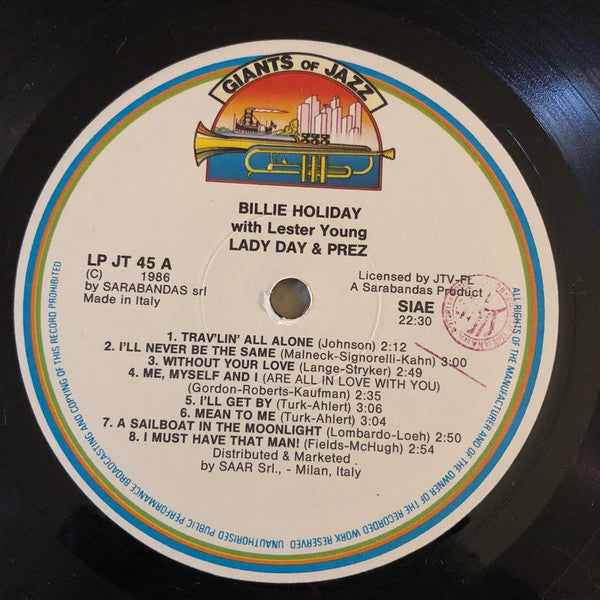 GIANTS OF JAZZ
BILLIE HOLIDAY
with Lester Young
LADY DAY & PREZ
LP JT 45 A
(C) 1986
by SARABANDAS srl
Made in Italy
Licensed by JTV-FL
A Sarabandas Product
SIAE
22:30
1. TRAV'LIN' ALL ALONE (Johnson) 2:12
2. I'LL NEVER BE THE SAME (Malneck-Signorelli-Kahn) 3:00
3. WITHOUT YOUR LOVE (Lange-Stryker) 2:49
4. ME, MYSELF AND I (ARE ALL IN LOVE WITH YOU)
(Gordon-Roberts-Kaufman) 2:35
5. I'LL GET BY (Turk-Ahlert) 3:06
6. MEAN TO ME (Turk-Ahlert) 3:06
7. A SAILBOAT IN THE MOONLIGHT (Lombardo-Loeh) 2:50
8. I MUST HAVE THAT MAN! (Fields-McHugh) 2:54
Distributed & Marketed
by SAAR Srl., - Milan, Italy
ALL RIGHTS OF THE MANUFACTURER AND OF THE OWNER OF THE RECORDED WORK RESERVED · UNAUTHORISED PUBLIC PERFORMANCE BROADCASTING AND COPYING OF THIS RECORD PROHIBITED